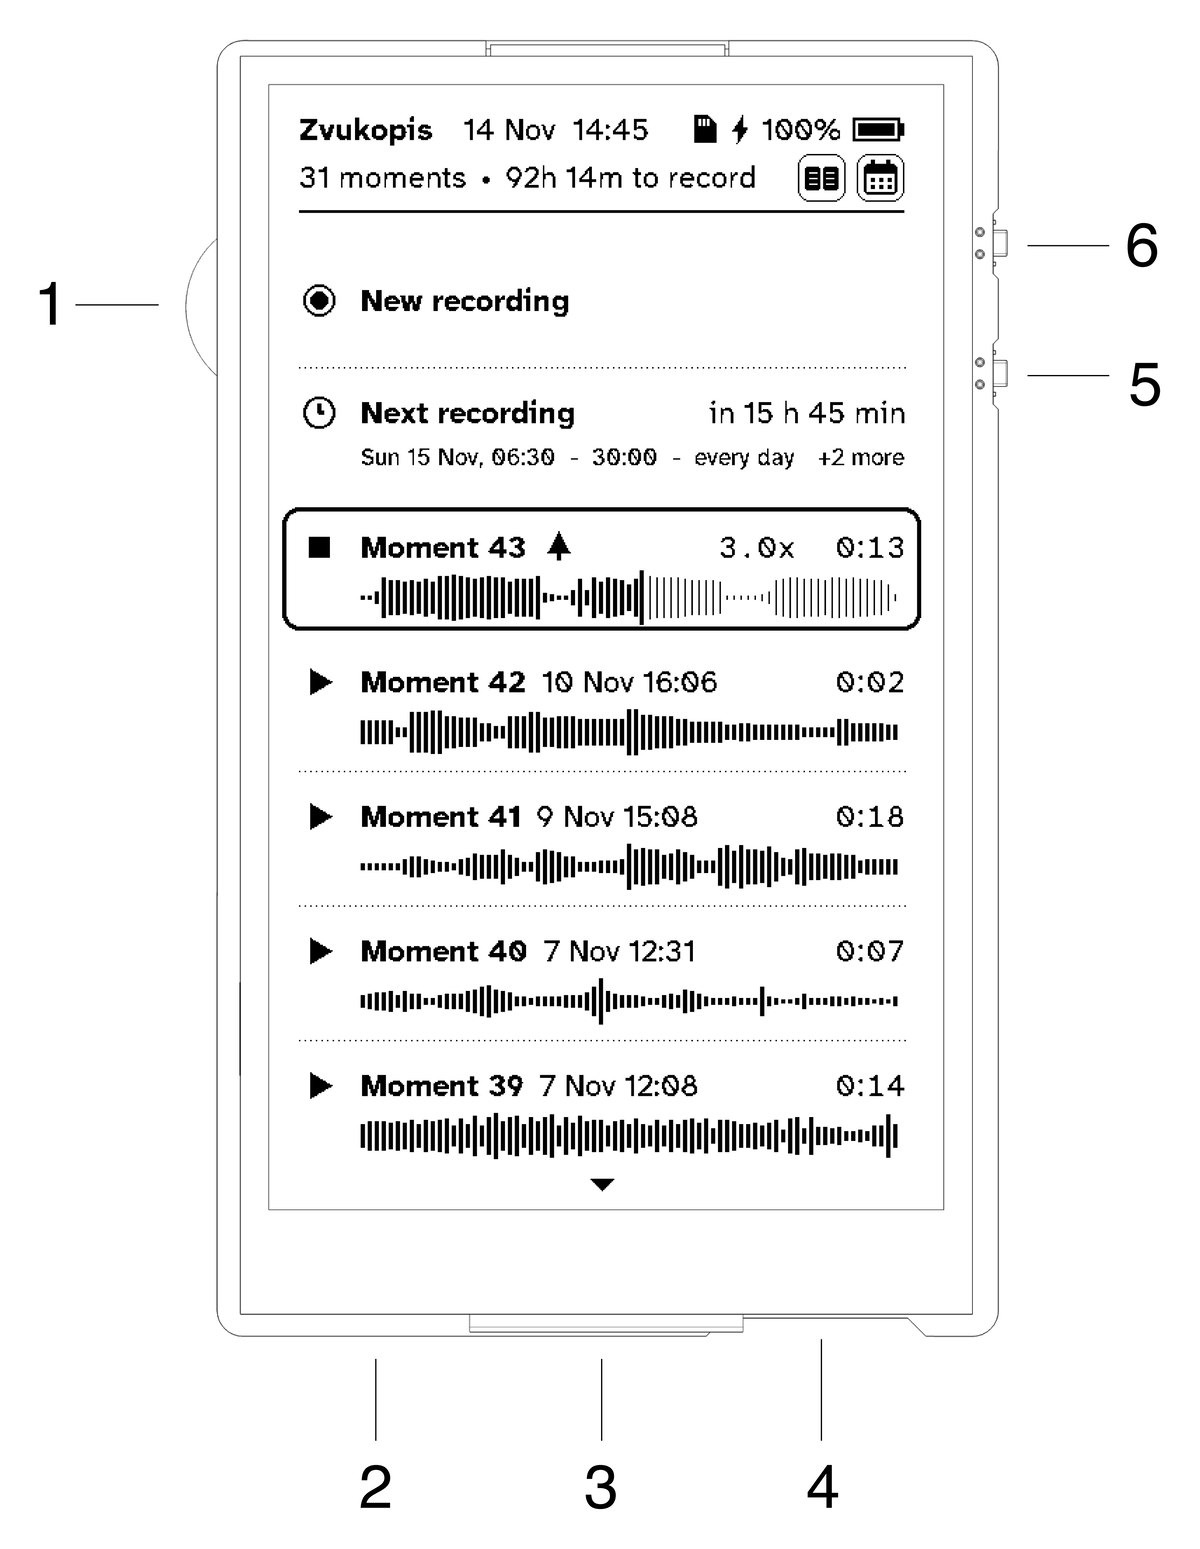 Zvukopis 14 Nov 14:45 100%
31 moments • 92h 14m to record
6
1
New recording
5
Next recording in 15 h 45 min
Sun 15 Nov, 06:30 - 30:00 - every day +2 more
Moment 43 3.0x 0:13
Moment 42 10 Nov 16:06 0:02
Moment 41 9 Nov 15:08 0:18
Moment 40 7 Nov 12:31 0:07
Moment 39 7 Nov 12:08 0:14
2 3 4